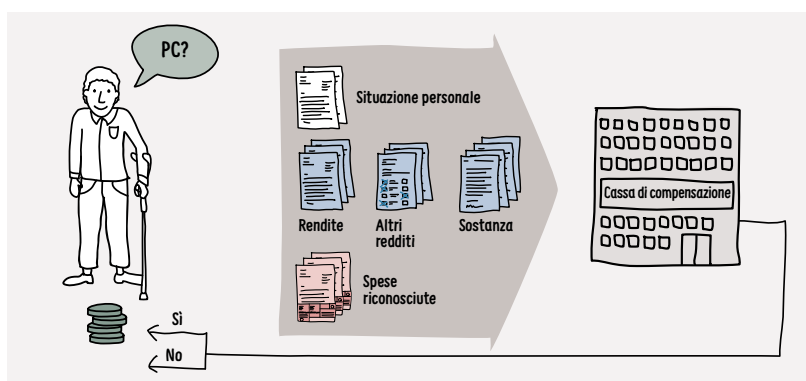 PC?
Situazione personale
Rendite
Altri
redditi
Sostanza
Spese
riconosciute
Cassa di compensazione
Sì
No